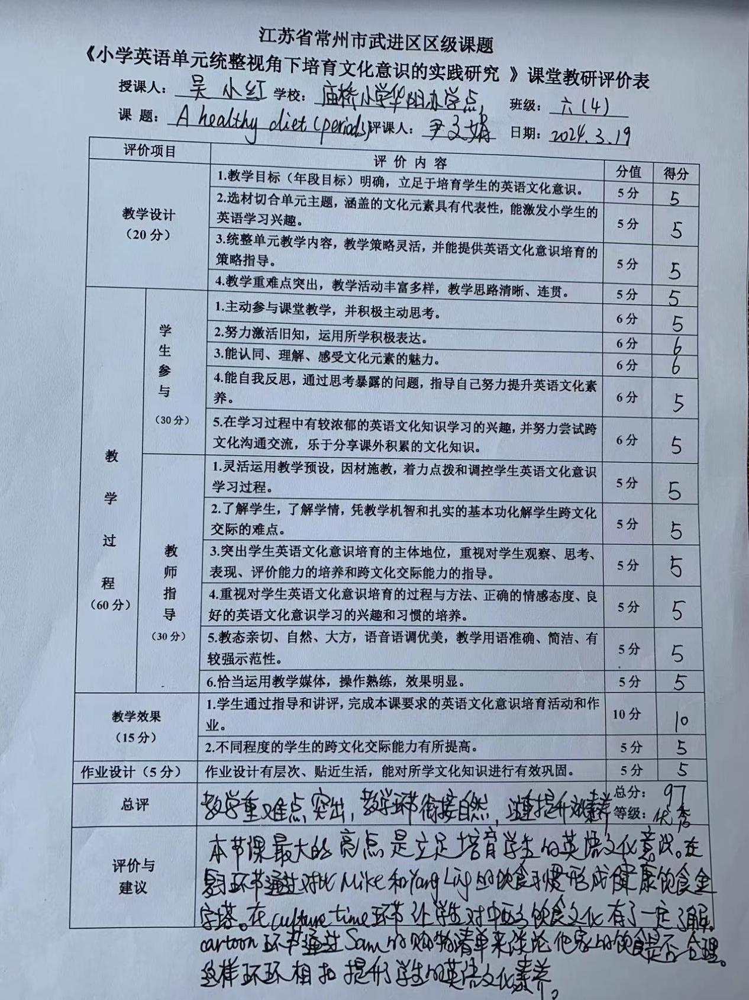 江苏省常州市武进区区级课题
《小学英语单元统整视角下培育文化意识的实践研究 》课堂教研评价表
授课人： 吴小红 学校： 庙桥小学华阳办学点 班级： 六(4)
课 题： A healthy diet (period3) 评课人： 尹文娟 日期： 2024.3.19
评价项目 评 价 内 容 分值 得分
教学设计
（20 分）
1.教学目标（年段目标）明确，立足于培育学生的英语文化意识。 5 分 5
2.选材切合单元主题，涵盖的文化元素具有代表性，能激发小学生的
英语学习兴趣。 5 分 5
3.统整单元教学内容，教学策略灵活，并能提供英语文化意识培育的
策略指导。 5 分 5
4.教学重难点突出，教学活动丰富多样，教学思路清晰、连贯。 5 分 5
教
学
过
程
（60 分）
学
生
参
与
（30 分）
1.主动参与课堂教学，并积极主动思考。 6 分 5
2.努力激活旧知，运用所学积极表达。 6 分 6
3.能认同、理解、感受文化元素的魅力。 6 分 6
4.能自我反思，通过思考暴露的问题，指导自己努力提升英语文化素
养。 6 分 5
5.在学习过程中有较浓郁的英语文化知识学习的兴趣，并努力尝试跨
文化沟通交流，乐于分享课外积累的文化知识。 6 分 5
教
师
指
导
（30 分）
1.灵活运用教学预设，因材施教，着力点拨和调控学生英语文化意识
学习过程。 5 分 5
2.了解学生，了解学情，凭教学机智和扎实的基本功化解学生跨文化
交际的难点。 5 分 5
3.突出学生英语文化意识培育的主体地位，重视对学生观察、思考、
表现、评价能力的培养和跨文化交际能力的指导。 5 分 5
4.重视对学生英语文化意识培育的过程与方法、正确的情感态度、良
好的英语文化意识学习的兴趣和习惯的培养。 5 分 5
5.教态亲切、自然、大方，语音语调优美，教学用语准确、简洁、有
较强示范性。 5 分 5
6.恰当运用教学媒体，操作熟练，效果明显。 5 分 5
教学效果
（15 分）
1.学生通过指导和讲评，完成本课要求的英语文化意识培育活动和作
业。 10 分 10
2.不同程度的学生的跨文化交际能力有所提高。 5 分 5
作业设计（5 分） 作业设计有层次、贴近生活，能对所学文化知识进行有效巩固。 5 分 5
总评 教学重难点突出，教学环节衔接自然，注重提升文化素养 总分： 97
等级： 优秀
评价与
建议
本节课最大的亮点是立足培育学生的英语文化意识。在
复习环节通过对比Mike和Yang Ling的饮食习惯形成健康饮食金
字塔。在culture time环节让学生对中西方饮食文化有了一定了解。
cartoon环节通过Sam的购物清单来谈论他家的饮食是否合理。
这样环环相扣提升了学生的英语文化素养。